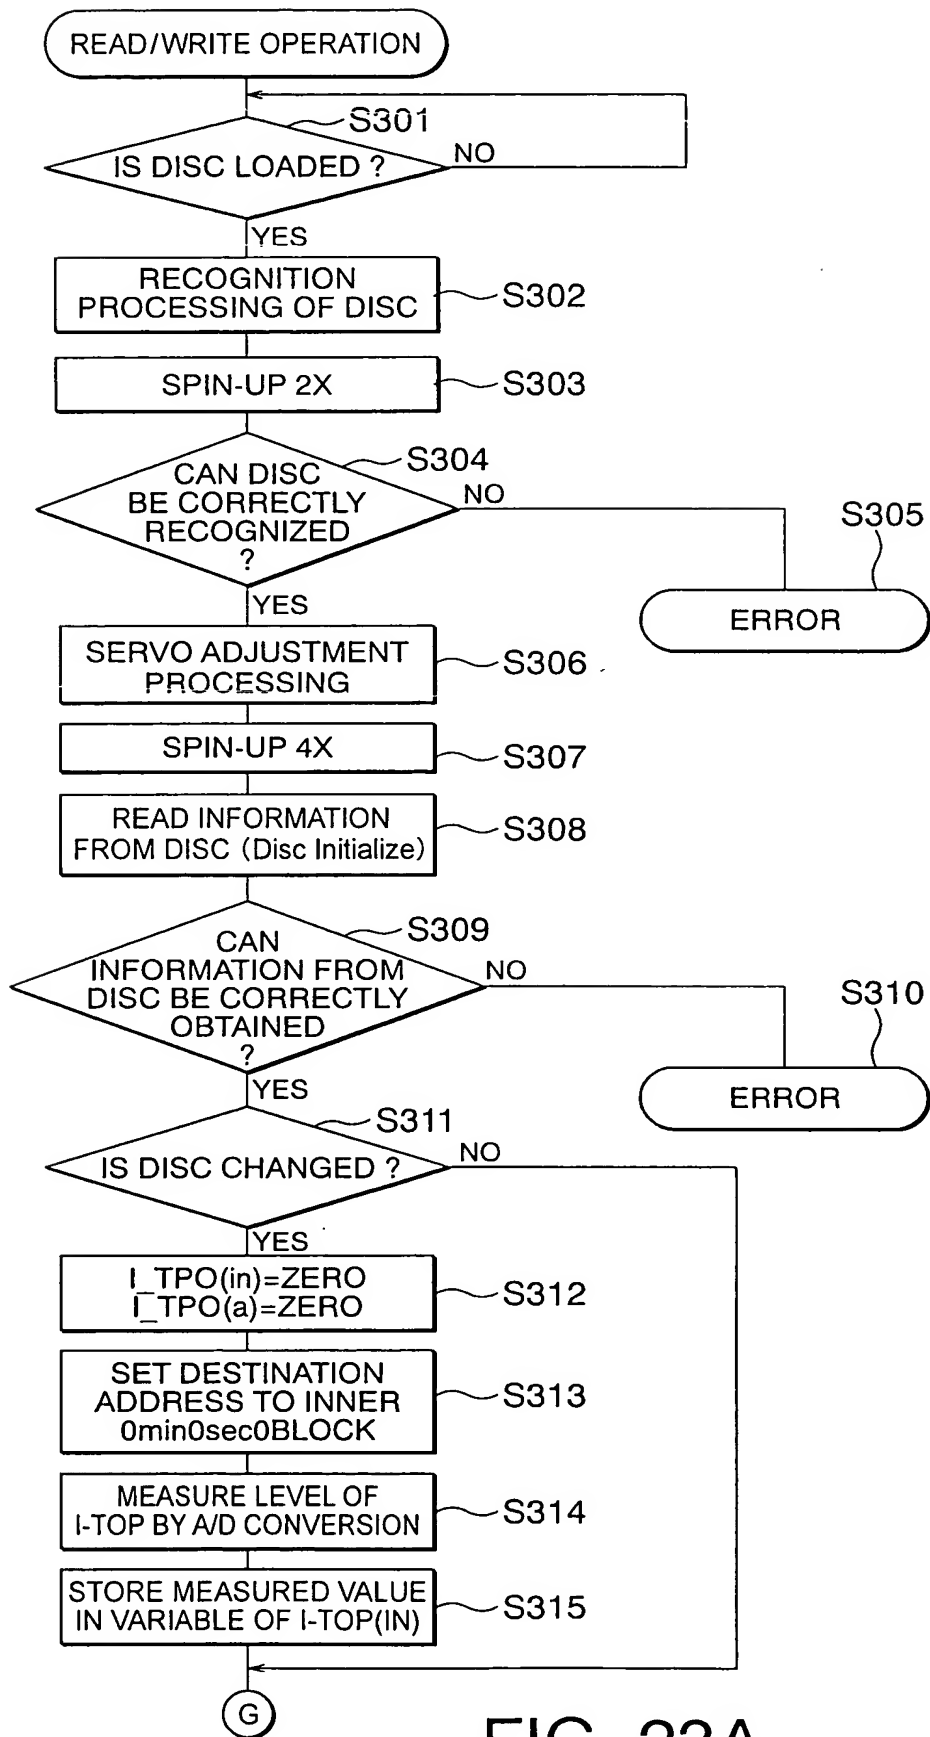 READ/WRITE OPERATION
S301
IS DISC LOADED ?
NO
YES
RECOGNITION
PROCESSING OF DISC
S302
SPIN-UP 2X
S303
S304
CAN DISC
BE CORRECTLY
RECOGNIZED
?
NO
S305
ERROR
YES
SERVO ADJUSTMENT
PROCESSING
S306
SPIN-UP 4X
S307
READ INFORMATION
FROM DISC (Disc Initialize)
S308
S309
CAN
INFORMATION FROM
DISC BE CORRECTLY
OBTAINED
?
NO
S310
ERROR
YES
S311
IS DISC CHANGED ?
NO
YES
I_TPO(in)=ZERO
I_TPO(a)=ZERO
S312
SET DESTINATION
ADDRESS TO INNER
0min0sec0BLOCK
S313
MEASURE LEVEL OF
I-TOP BY A/D CONVERSION
S314
STORE MEASURED VALUE
IN VARIABLE OF I-TOP(IN)
S315
G
FIG. 22A